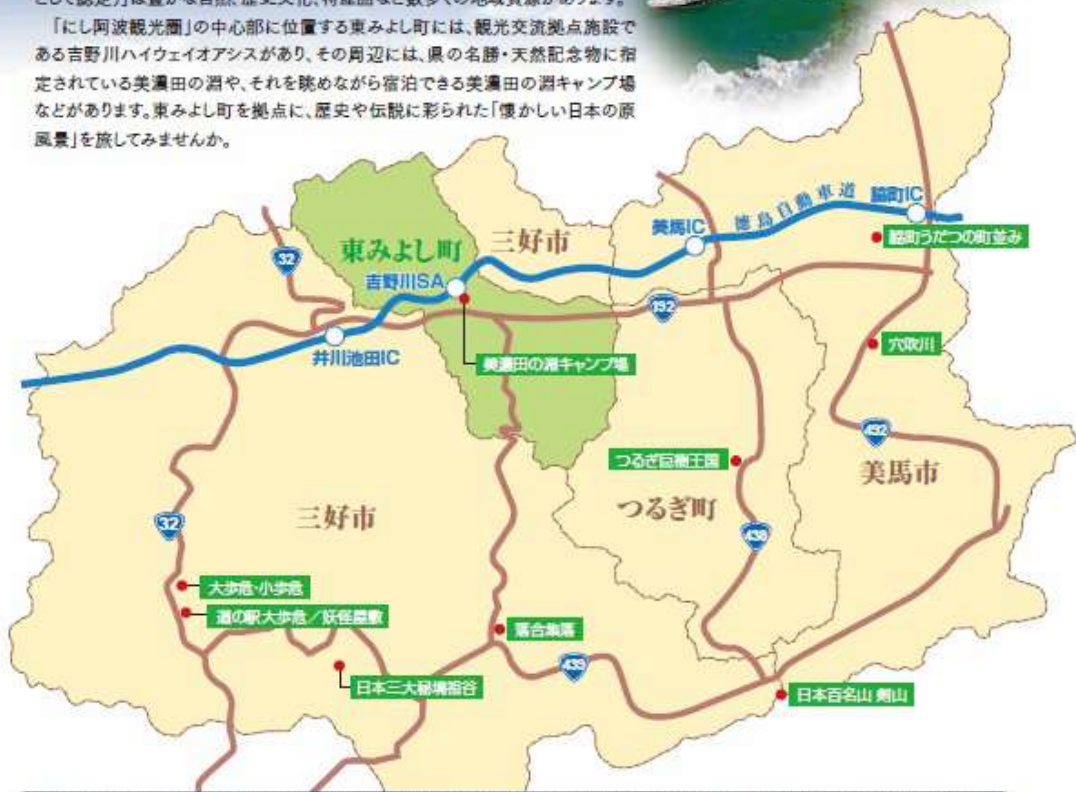 として認定)」は豊かな自然、歴史文化、特産品など数多くの地域資源があります。
「にし阿波観光圏」の中心部に位置する東みよし町には、観光交流拠点施設で
ある吉野川ハイウェイオアシスがあり、その周辺には、県の名勝・天然記念物に指
定されている美濃田の淵や、それを眺めながら宿泊できる美濃田の淵キャンプ場
などがあります。東みよし町を拠点に、歴史や伝説に彩られた「懐かしい日本の原
風景」を旅してみませんか。
徳島自動車道
脇町IC
美馬IC
脇町うだつの町並み
三好市
東みよし町
32
吉野川SA
192
井川池田IC
美濃田の淵キャンプ場
穴吹川
492
つるぎ巨樹王国
美馬市
つるぎ町
三好市
32
438
大歩危・小歩危
道の駅大歩危/妖怪屋敷
落合集落
439
日本三大秘境祖谷
日本百名山 剣山